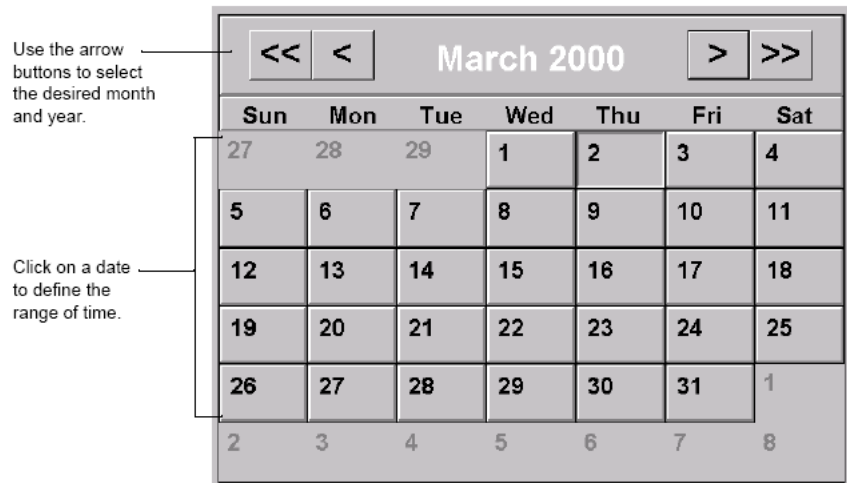 Use the arrow
buttons to select
the desired month
and year.
<< < March 2000 > >>
Sun Mon Tue Wed Thu Fri Sat
27 28 29 1 2 3 4
5 6 7 8 9 10 11
Click on a date
to define the
range of time.
12 13 14 15 16 17 18
19 20 21 22 23 24 25
26 27 28 29 30 31 1
2 3 4 5 6 7 8